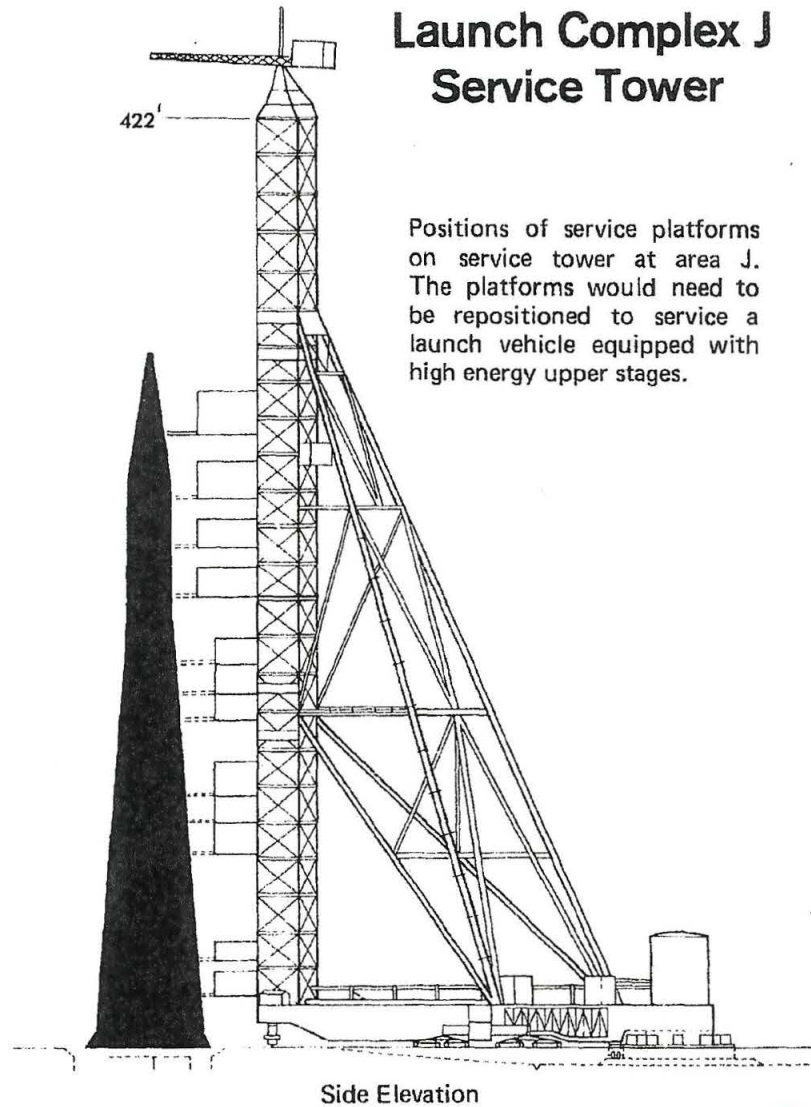 Launch Complex J
Service Tower
422'
Positions of service platforms
on service tower at area J.
The platforms would need to
be repositioned to service a
launch vehicle equipped with
high energy upper stages.
Side Elevation